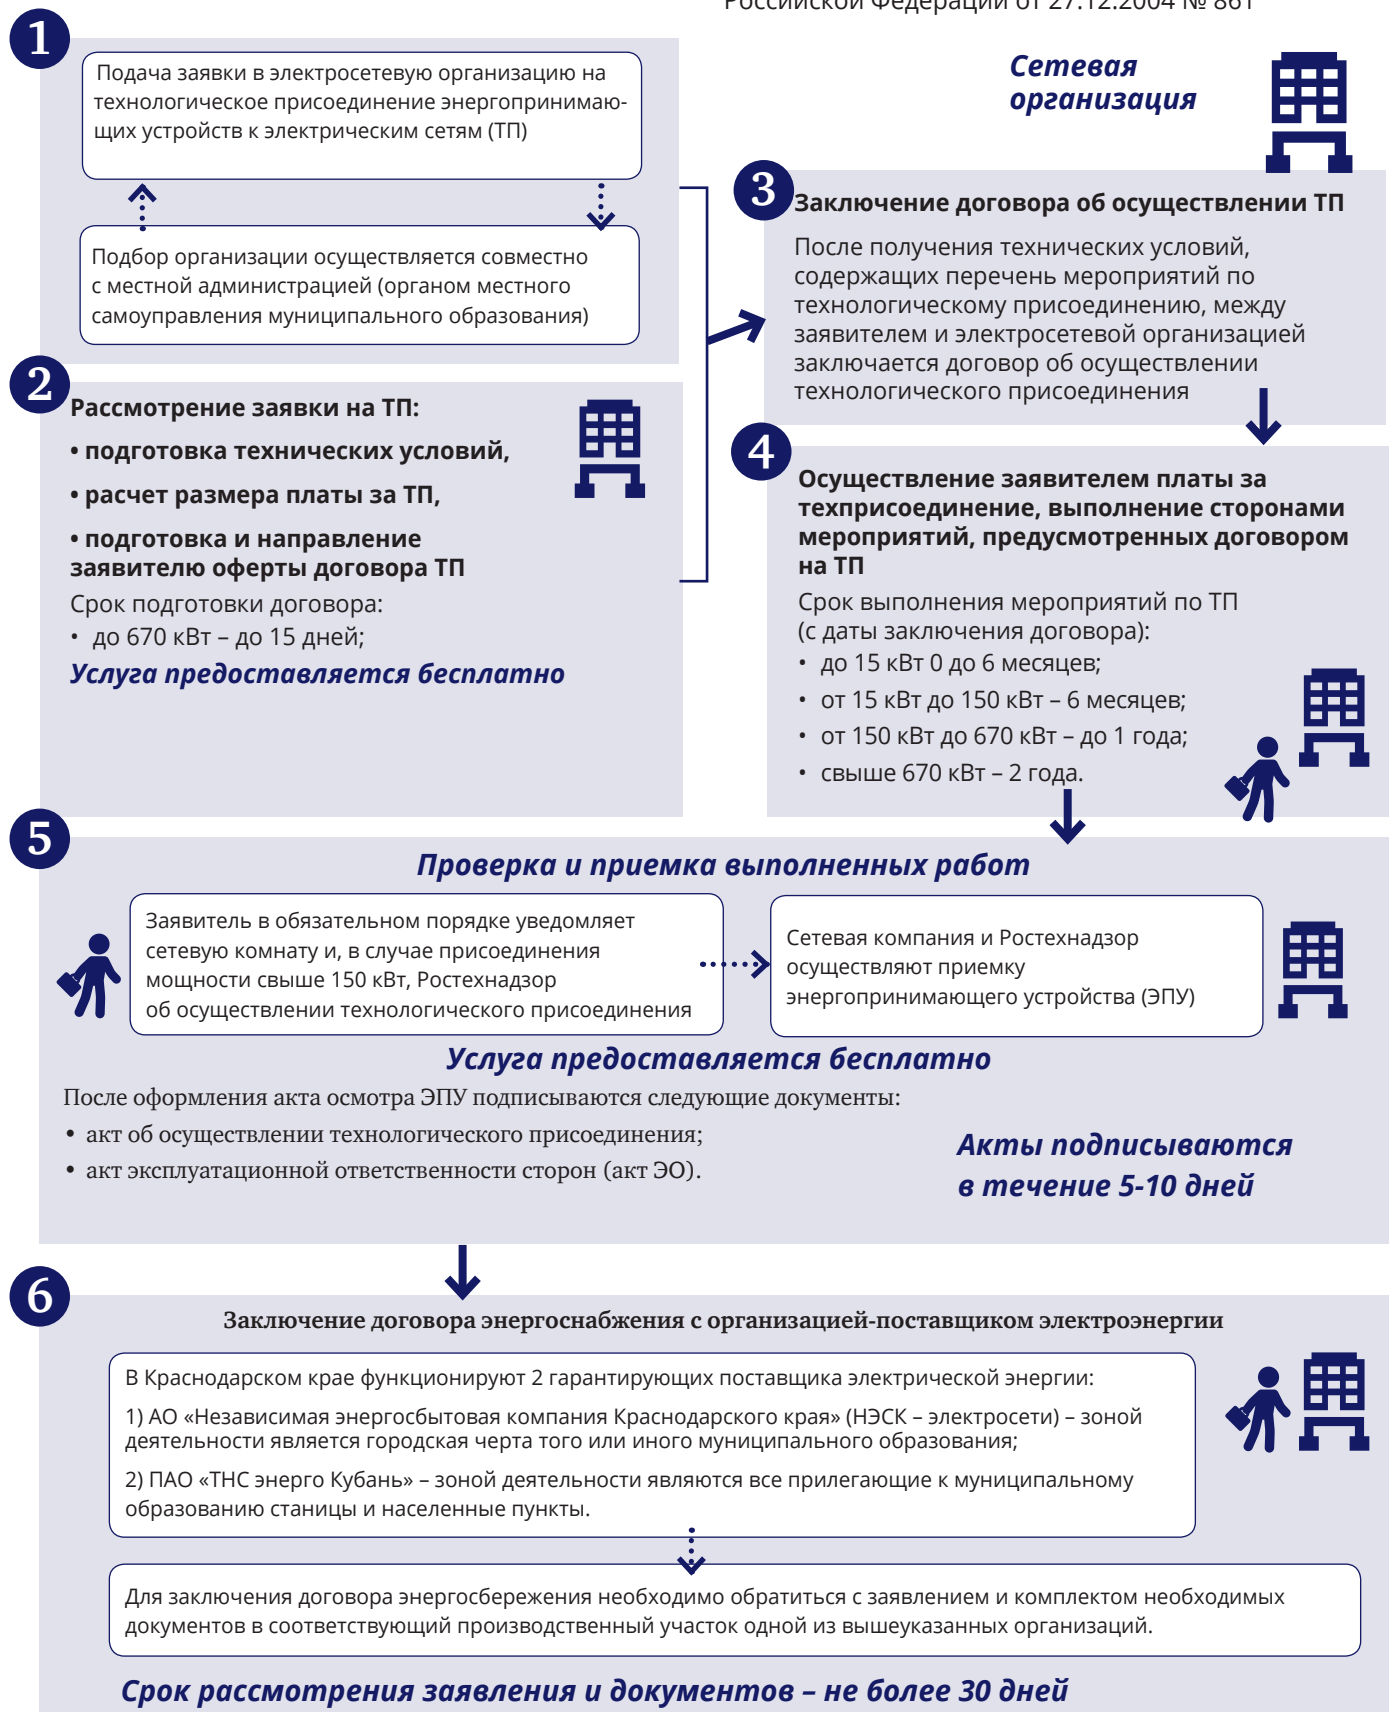 Российской Федерации от 27.12.2004 № 861
1
Подача заявки в электросетевую организацию на
технологическое присоединение энергопринимаю-
щих устройств к электрическим сетям (ТП)
Подбор организации осуществляется совместно
с местной администрацией (органом местного
самоуправления муниципального образования)
2
Рассмотрение заявки на ТП:
• подготовка технических условий,
• расчет размера платы за ТП,
• подготовка и направление
заявителю оферты договора ТП
Срок подготовки договора:
• до 670 кВт – до 15 дней;
Услуга предоставляется бесплатно
Сетевая
организация
3
Заключение договора об осуществлении ТП
После получения технических условий,
содержащих перечень мероприятий по
технологическому присоединению, между
заявителем и электросетевой организацией
заключается договор об осуществлении
технологического присоединения
4
Осуществление заявителем платы за
техприсоединение, выполнение сторонами
мероприятий, предусмотренных договором
на ТП
Срок выполнения мероприятий по ТП
(с даты заключения договора):
• до 15 кВт 0 до 6 месяцев;
• от 15 кВт до 150 кВт – 6 месяцев;
• от 150 кВт до 670 кВт – до 1 года;
• свыше 670 кВт – 2 года.
5
Проверка и приемка выполненных работ
Заявитель в обязательном порядке уведомляет
сетевую комнату и, в случае присоединения
мощности свыше 150 кВт, Ростехнадзор
об осуществлении технологического присоединения
Сетевая компания и Ростехнадзор
осуществляют приемку
энергопринимающего устройства (ЭПУ)
Услуга предоставляется бесплатно
После оформления акта осмотра ЭПУ подписываются следующие документы:
• акт об осуществлении технологического присоединения;
• акт эксплуатационной ответственности сторон (акт ЭО).
Акты подписываются
в течение 5-10 дней
6
Заключение договора энергоснабжения с организацией-поставщиком электроэнергии
В Краснодарском крае функционируют 2 гарантирующих поставщика электрической энергии:
1) АО «Независимая энергосбытовая компания Краснодарского края» (НЭСК – электросети) – зоной
деятельности является городская черта того или иного муниципального образования;
2) ПАО «ТНС энерго Кубань» – зоной деятельности являются все прилегающие к муниципальному
образованию станицы и населенные пункты.
Для заключения договора энергосбережения необходимо обратиться с заявлением и комплектом необходимых
документов в соответствующий производственный участок одной из вышеуказанных организаций.
Срок рассмотрения заявления и документов – не более 30 дней